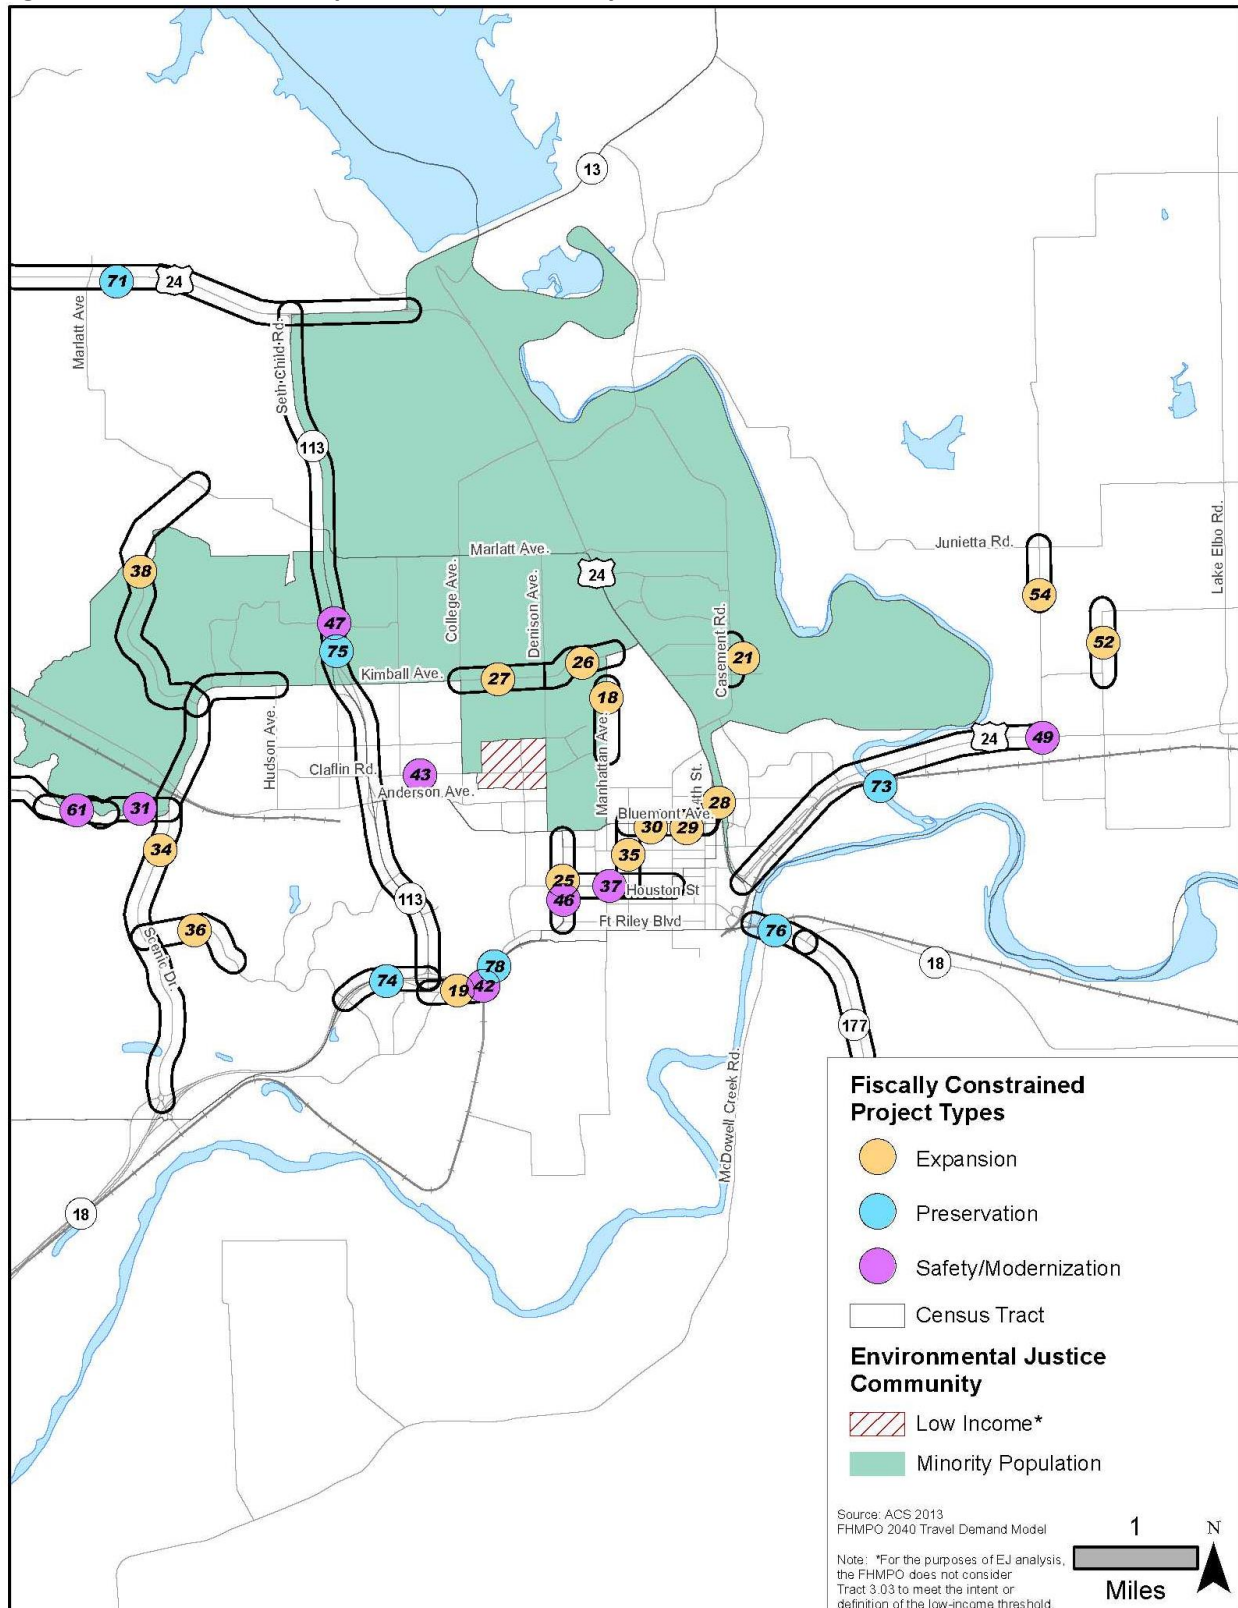 13
71
24
Marlatt Ave
Seth Child Rd.
113
Marlatt Ave.
Junietta Rd.
Lake Elbo Rd.
38
24
54
College Ave.
Denison Ave.
Casement Rd.
47
75
52
Kimball Ave.
27
26
21
18
Hudson Ave.
Manhattan Ave.
24
49
Claflin Rd.
43
Anderson Ave.
4th St.
73
61
31
Bluemont Ave.
28
30
29
34
35
25
37
Houston St
46
113
Ft Riley Blvd
36
Scenic Dr.
76
18
74
78
19
42
177
McDowell Creek Rd.
18
Fiscally Constrained
Project Types
Expansion
Preservation
Safety/Modernization
Census Tract
Environmental Justice
Community
Low Income*
Minority Population
Source: ACS 2013
FHMPO 2040 Travel Demand Model
Note: *For the purposes of EJ analysis,
the FHMPO does not consider
Tract 3.03 to meet the intent or
definition of the low-income threshold.
1
N
Miles